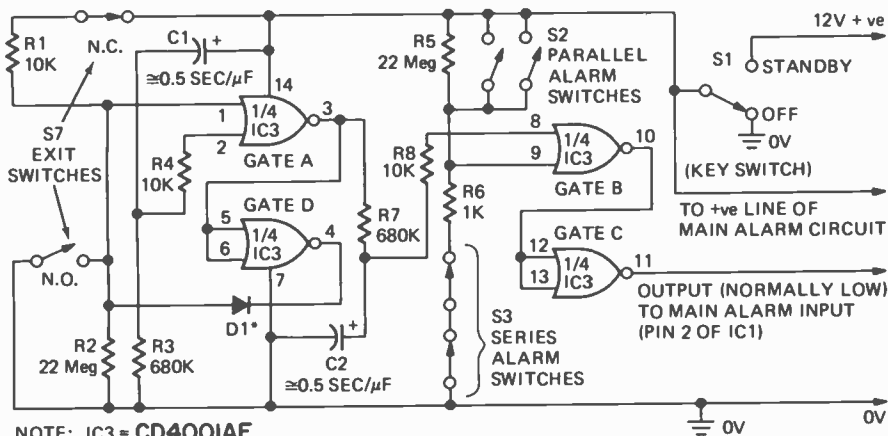 R1
10K
N.C.
C1
+
≅0.5 SEC/μF
S7
EXIT
SWITCHES
N.O.
14
1
2
3
1/4
IC3
GATE A
R4
10K
GATE D
5
6
4
1/4
IC3
7
D1*
R2
22 Meg
R3
680K
R7
680K
+
C2
≅0.5 SEC/μF
R5
22 Meg
S2
PARALLEL
ALARM
SWITCHES
R8
10K
8
9
10
1/4
IC3
GATE B
R6
1K
GATE C
12
13
11
1/4
IC3
S3
SERIES
ALARM
SWITCHES
12V + ve
S1
STANDBY
OFF
0V
(KEY SWITCH)
TO +ve LINE OF
MAIN ALARM CIRCUIT
OUTPUT (NORMALLY LOW)
TO MAIN ALARM INPUT
(PIN 2 OF IC1)
0V
0V
NOTE: IC3 = CD4001AE